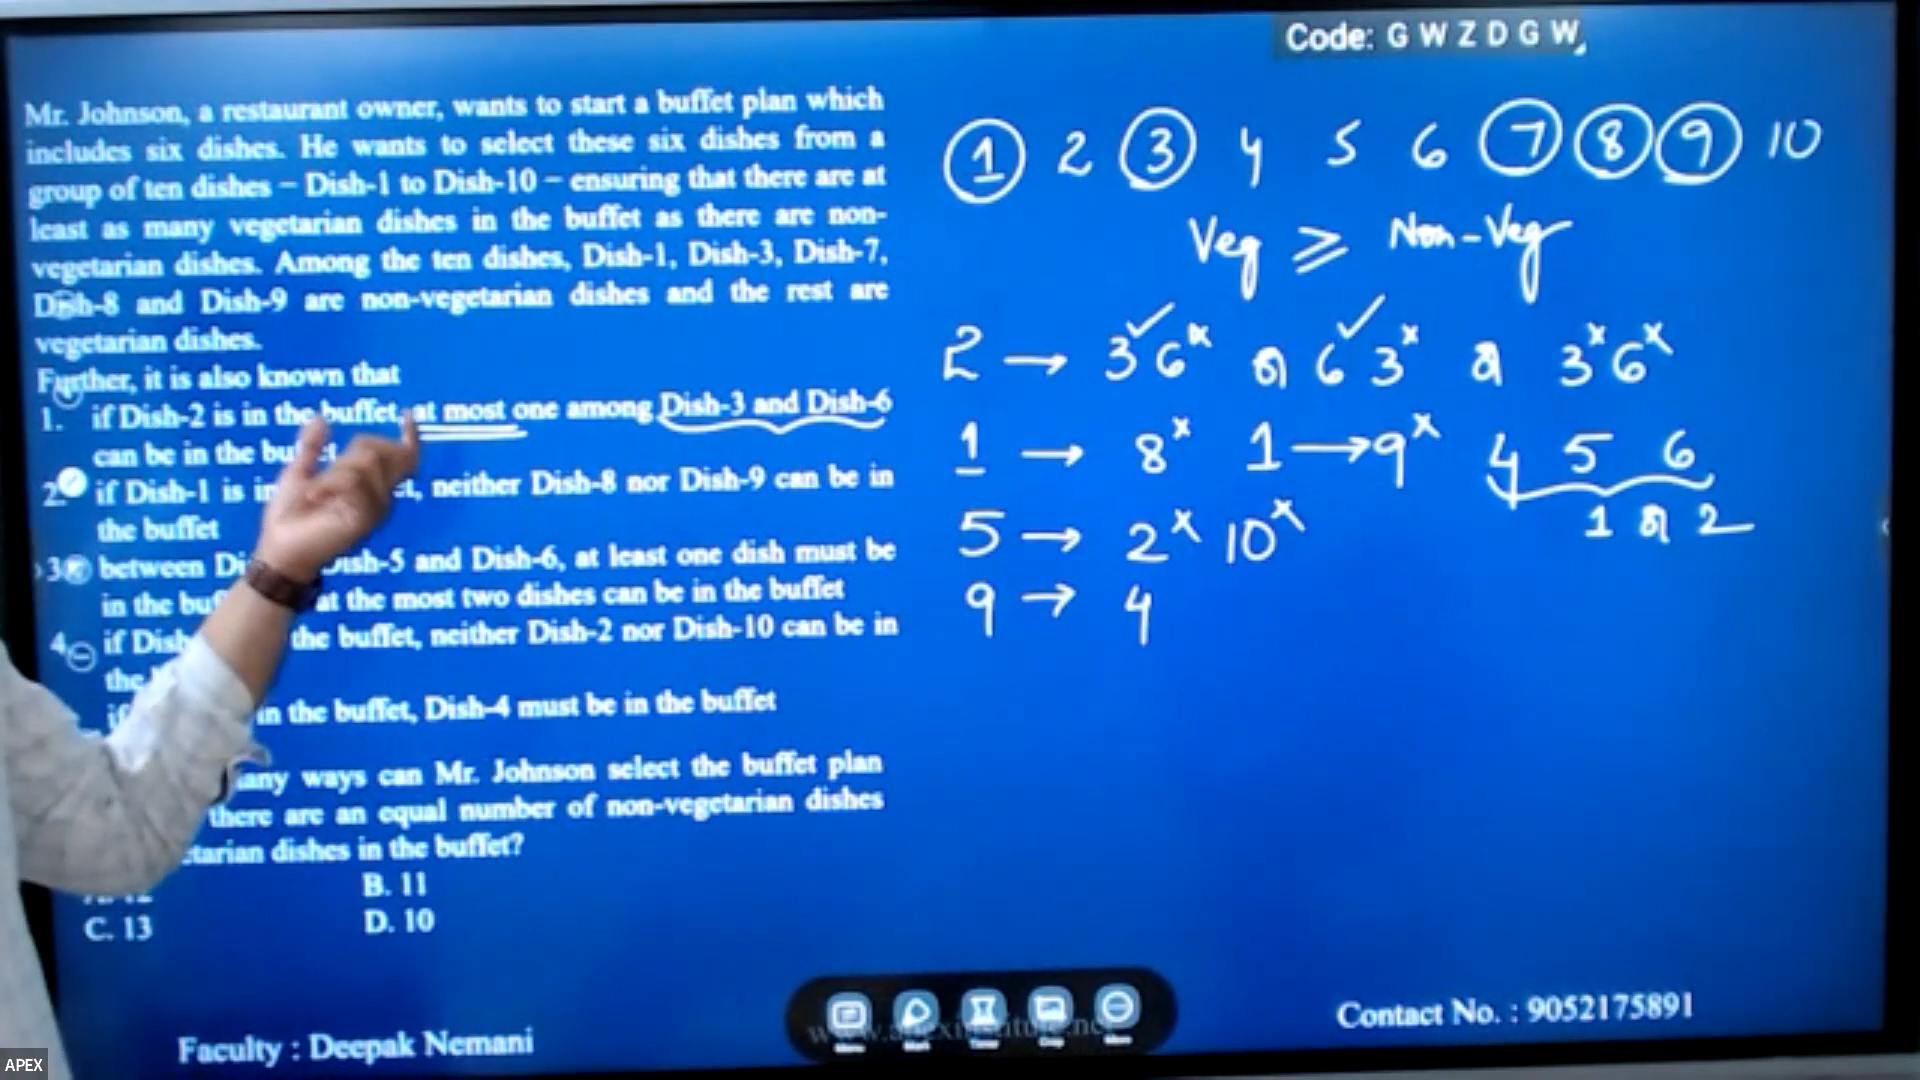 Code: G W Z D G W
Mr. Johnson, a restaurant owner, wants to start a buffet plan which
includes six dishes. He wants to select these six dishes from a
group of ten dishes – Dish-1 to Dish-10 – ensuring that there are at
least as many vegetarian dishes in the buffet as there are non-
vegetarian dishes. Among the ten dishes, Dish-1, Dish-3, Dish-7,
Dish-8 and Dish-9 are non-vegetarian dishes and the rest are
vegetarian dishes.
Further, it is also known that
1. if Dish-2 is in the buffet, at most one among Dish-3 and Dish-6
can be in the
2. if Dish-1 is in neither Dish-8 nor Dish-9 can be in
the buffet
3. between Dish-5 and Dish-6, at least one dish must be
in the at the most two dishes can be in the buffet
4. if the buffet, neither Dish-2 nor Dish-10 can be in
the
if in the buffet, Dish-4 must be in the buffet
many ways can Mr. Johnson select the buffet plan
there are an equal number of non-vegetarian dishes
dishes in the buffet?
B. 11
C. 13 D. 10
Faculty : Deepak Nemani
1 2 3 4 5 6 7 8 9 10
Veg ≥ Non-Veg
2 → 3✓ 6× 6✓ 3× 3× 6×
1 → 8× 1 → 9× 4 5 6
1 2
5 → 2× 10×
9 → 4
Contact No. : 9052175891
APEX